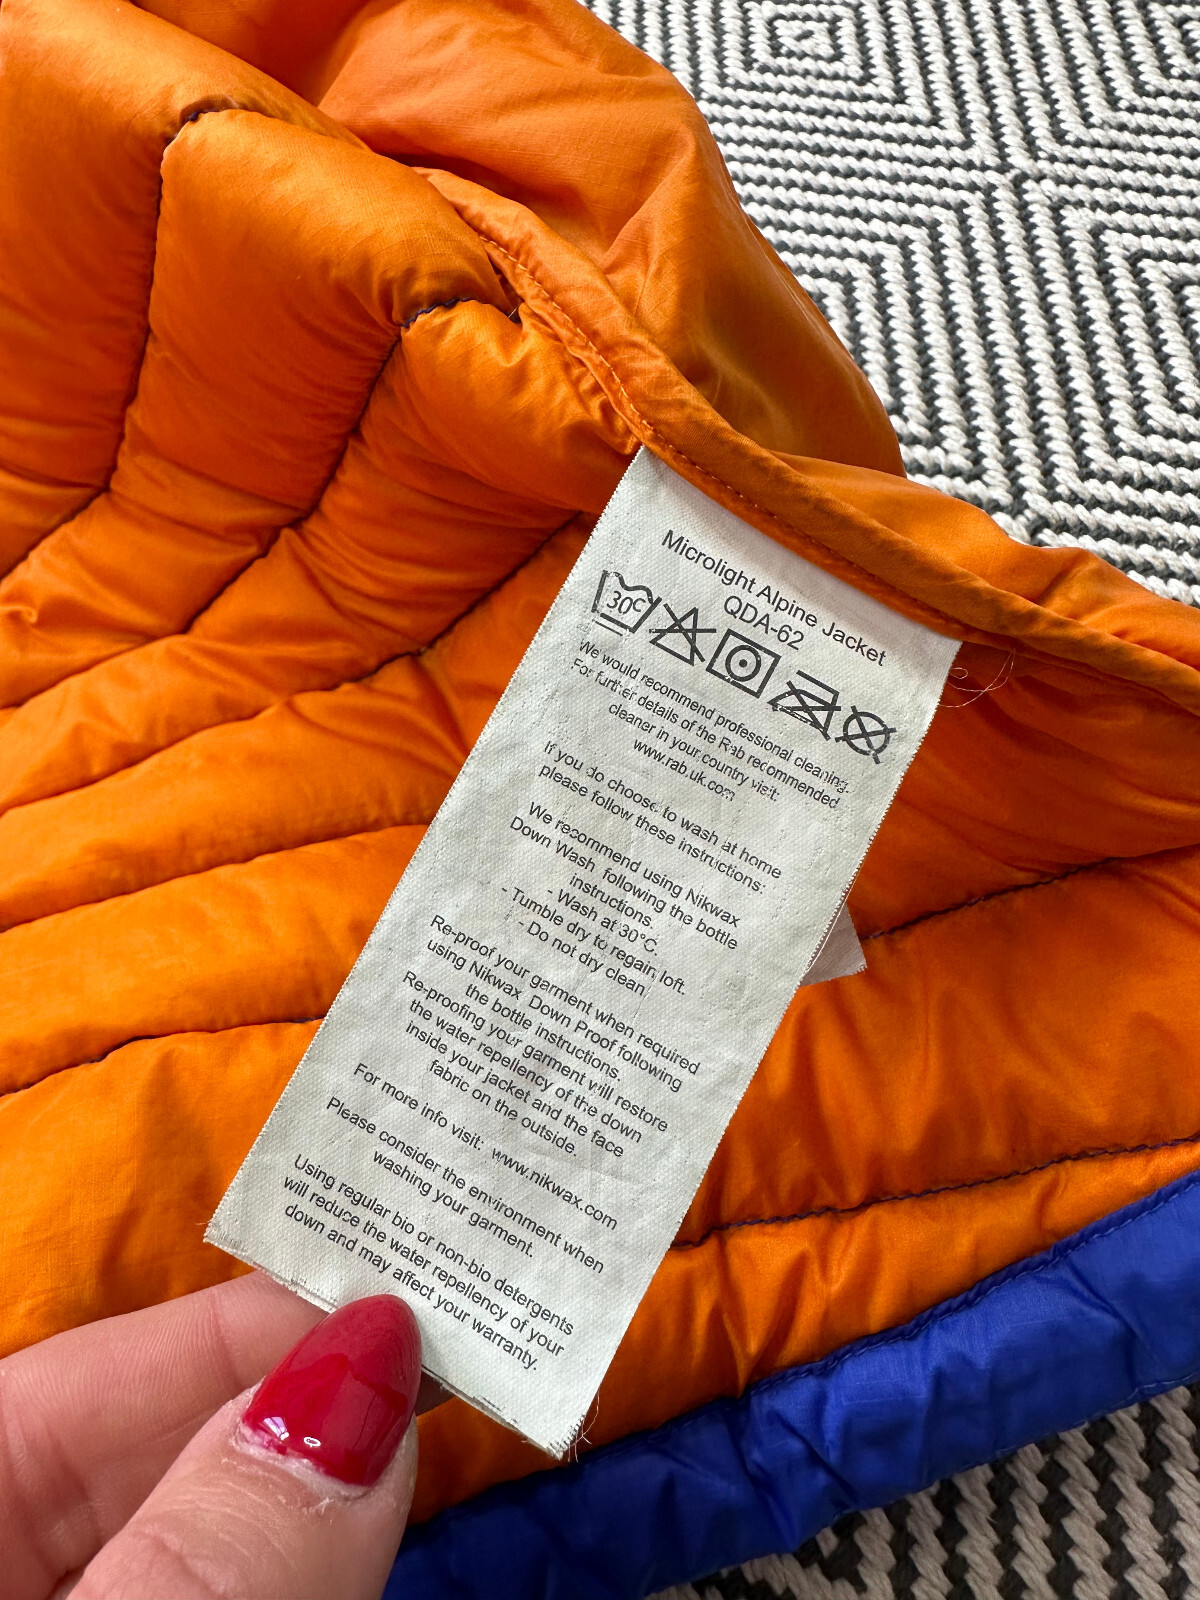 Microlight Alpine Jacket
QDA-62
30C
We would recommend professional cleaning.
For further details of the Rab recommended
cleaner in your country visit:
www.rab.uk.com
If you do choose to wash at home
please follow these instructions:
We recommend using Nikwax
Down Wash following the bottle
instructions.
- Wash at 30°C.
- Tumble dry to regain loft.
- Do not dry clean
Re-proof your garment when required
using Nikwax Down Proof following
the bottle instructions.
Re-proofing your garment will restore
the water repellency of the down
inside your jacket and the face
fabric on the outside.
For more info visit: www.nikwax.com
Please consider the environment when
washing your garment.
Using regular bio or non-bio detergents
will reduce the water repellency of your
down and may affect your warranty.